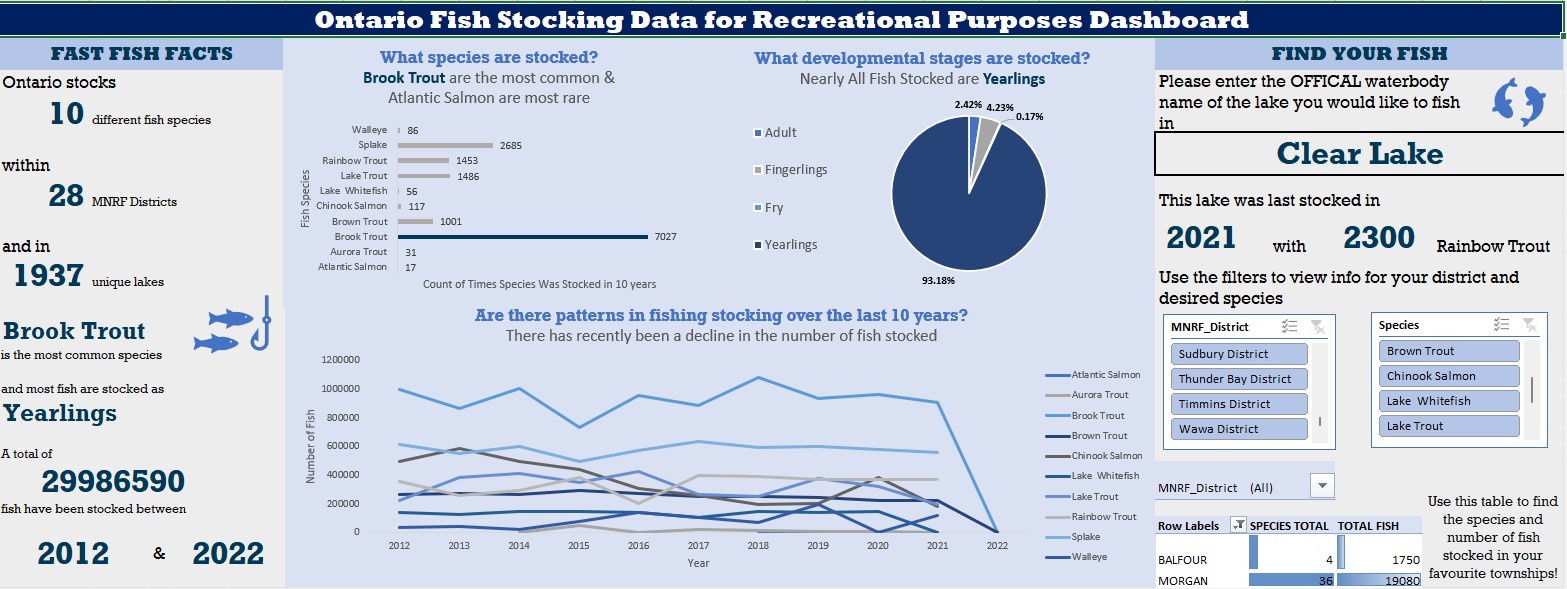 Ontario Fish Stocking Data for Recreational Purposes Dashboard
FAST FISH FACTS
Ontario stocks
10 different fish species
within
28 MNRF Districts
and in
1937 unique lakes
Brook Trout
is the most common species
and most fish are stocked as
Yearlings
A total of
29986590
fish have been stocked between
2012 & 2022
What species are stocked?
Brook Trout are the most common &
Atlantic Salmon are most rare
Fish Species
Walleye 86
Splake 2685
Rainbow Trout 1453
Lake Trout 1486
Lake Whitefish 56
Chinook Salmon 117
Brown Trout 1001
Brook Trout 7027
Aurora Trout 31
Atlantic Salmon 17
Count of Times Species Was Stocked in 10 years
What developmental stages are stocked?
Nearly All Fish Stocked are Yearlings
Adult
Fingerlings
Fry
Yearlings
2.42% 4.23%
0.17%
93.18%
Are there patterns in fishing stocking over the last 10 years?
There has recently been a decline in the number of fish stocked
Number of Fish
1200000
1000000
800000
600000
400000
200000
0
2012 2013 2014 2015 2016 2017 2018 2019 2020 2021 2022
Year
Atlantic Salmon
Aurora Trout
Brook Trout
Brown Trout
Chinook Salmon
Lake Whitefish
Lake Trout
Rainbow Trout
Splake
Walleye
FIND YOUR FISH
Please enter the OFFICAL waterbody
name of the lake you would like to fish
in
Clear Lake
This lake was last stocked in
2021 with 2300 Rainbow Trout
Use the filters to view info for your district and
desired species
MNRF_District
Sudbury District
Thunder Bay District
Timmins District
Wawa District
Species
Brown Trout
Chinook Salmon
Lake Whitefish
Lake Trout
MNRF_District (All)
Row Labels SPECIES TOTAL TOTAL FISH
BALFOUR 4 1750
MORGAN 36 19080
Use this table to find
the species and
number of fish
stocked in your
favourite townships!